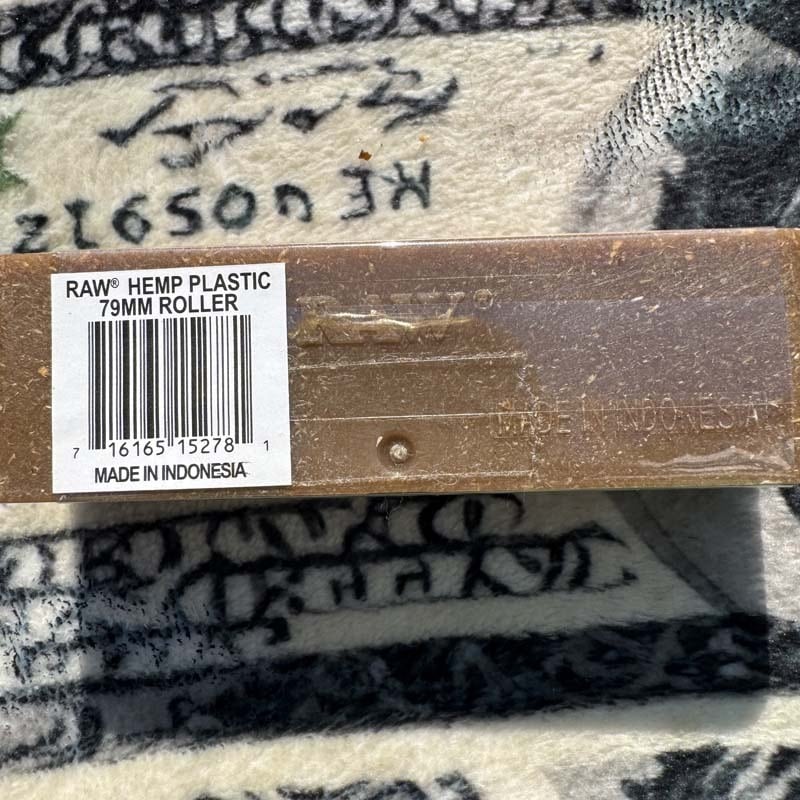 RAW® HEMP PLASTIC
79MM ROLLER
7 16165 15278 1
MADE IN INDONESIA
RAW®
MADE IN INDONESIA